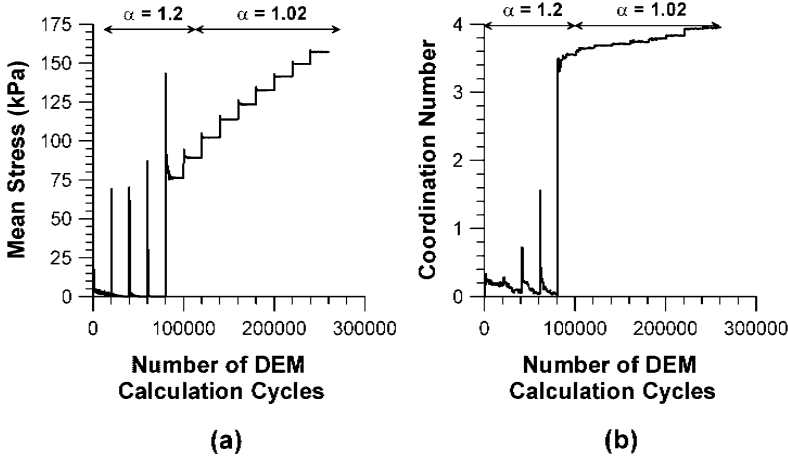 α = 1.2 α = 1.02
175
150
125
100
75
50
25
0
Mean Stress (kPa)
0 100000 200000 300000
Number of DEM
Calculation Cycles
(a)
α = 1.2 α = 1.02
4
3
2
1
0
Coordination Number
0 100000 200000 300000
Number of DEM
Calculation Cycles
(b)